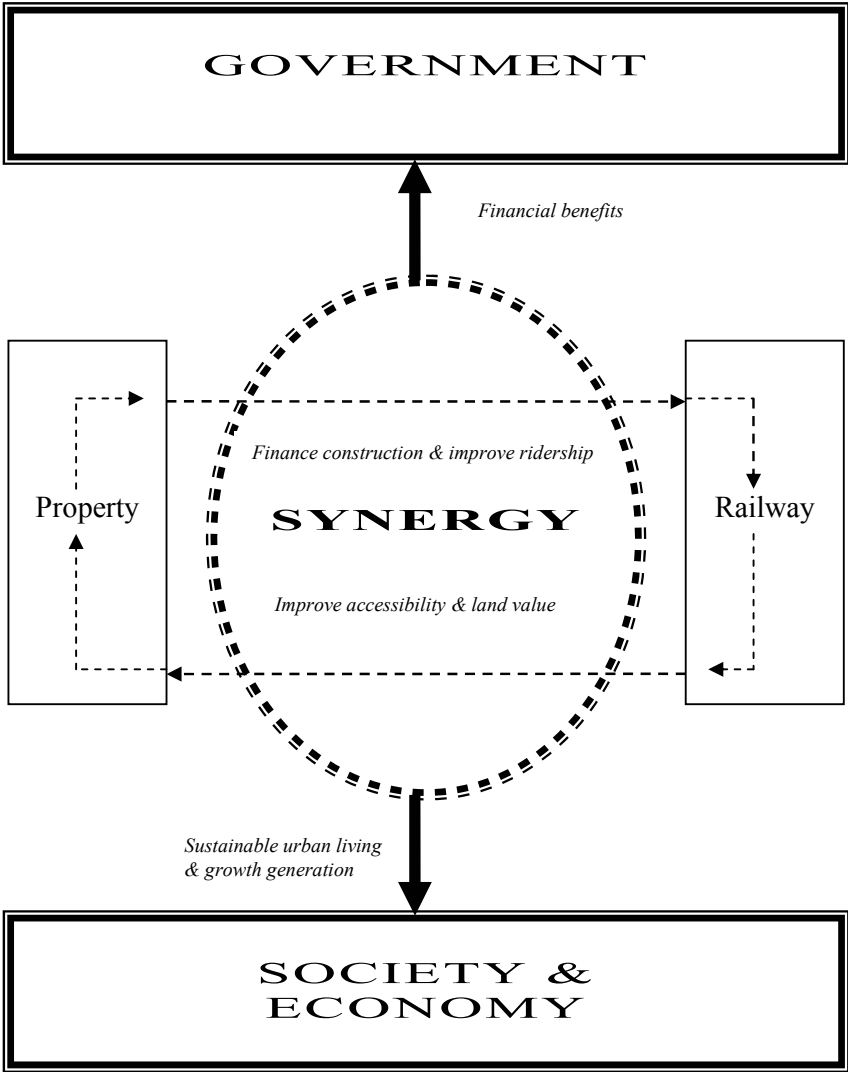 GOVERNMENT
Financial benefits
Finance construction & improve ridership
Property
SYNERGY
Railway
Improve accessibility & land value
Sustainable urban living
& growth generation
SOCIETY &
ECONOMY